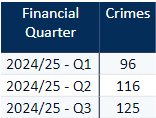 Financial Quarter Crimes
2024/25 - Q1 96
2024/25 - Q2 116
2024/25 - Q3 125